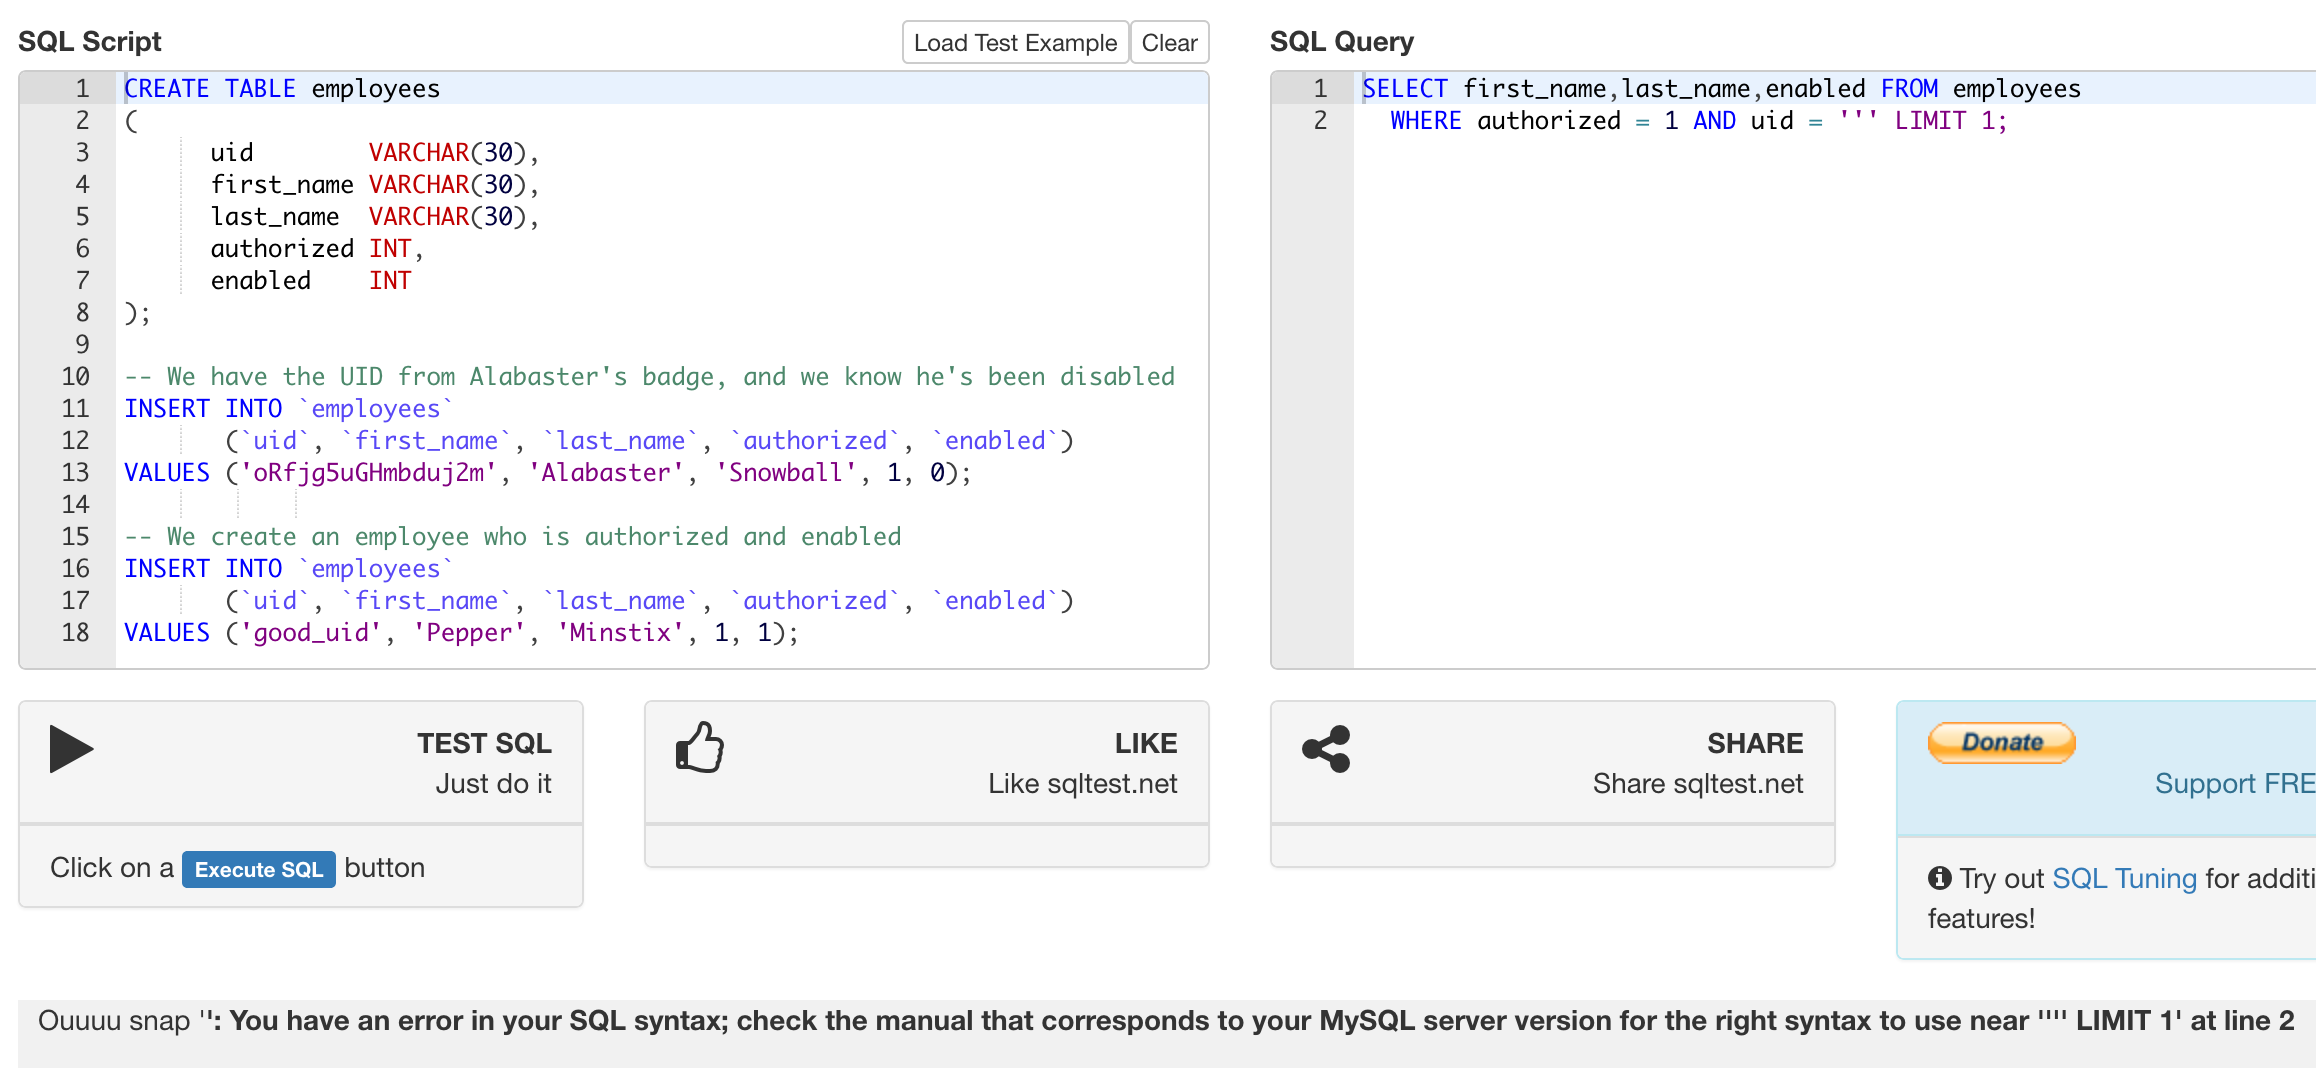 SQL Script
Load Test Example
Clear
1 CREATE TABLE employees
2 (
3 uid VARCHAR(30),
4 first_name VARCHAR(30),
5 last_name VARCHAR(30),
6 authorized INT,
7 enabled INT
8 );
9
10 -- We have the UID from Alabaster's badge, and we know he's been disabled
11 INSERT INTO `employees`
12 (`uid`, `first_name`, `last_name`, `authorized`, `enabled`)
13 VALUES ('oRfjg5uGHmbduj2m', 'Alabaster', 'Snowball', 1, 0);
14
15 -- We create an employee who is authorized and enabled
16 INSERT INTO `employees`
17 (`uid`, `first_name`, `last_name`, `authorized`, `enabled`)
18 VALUES ('good_uid', 'Pepper', 'Minstix', 1, 1);
SQL Query
1 SELECT first_name,last_name,enabled FROM employees
2 WHERE authorized = 1 AND uid = ''' LIMIT 1;
TEST SQL
Just do it
Click on a Execute SQL button
LIKE
Like sqltest.net
SHARE
Share sqltest.net
Donate
Support FRE
Try out SQL Tuning for additi
features!
Ouuuu snap '': You have an error in your SQL syntax; check the manual that corresponds to your MySQL server version for the right syntax to use near '''' LIMIT 1' at line 2